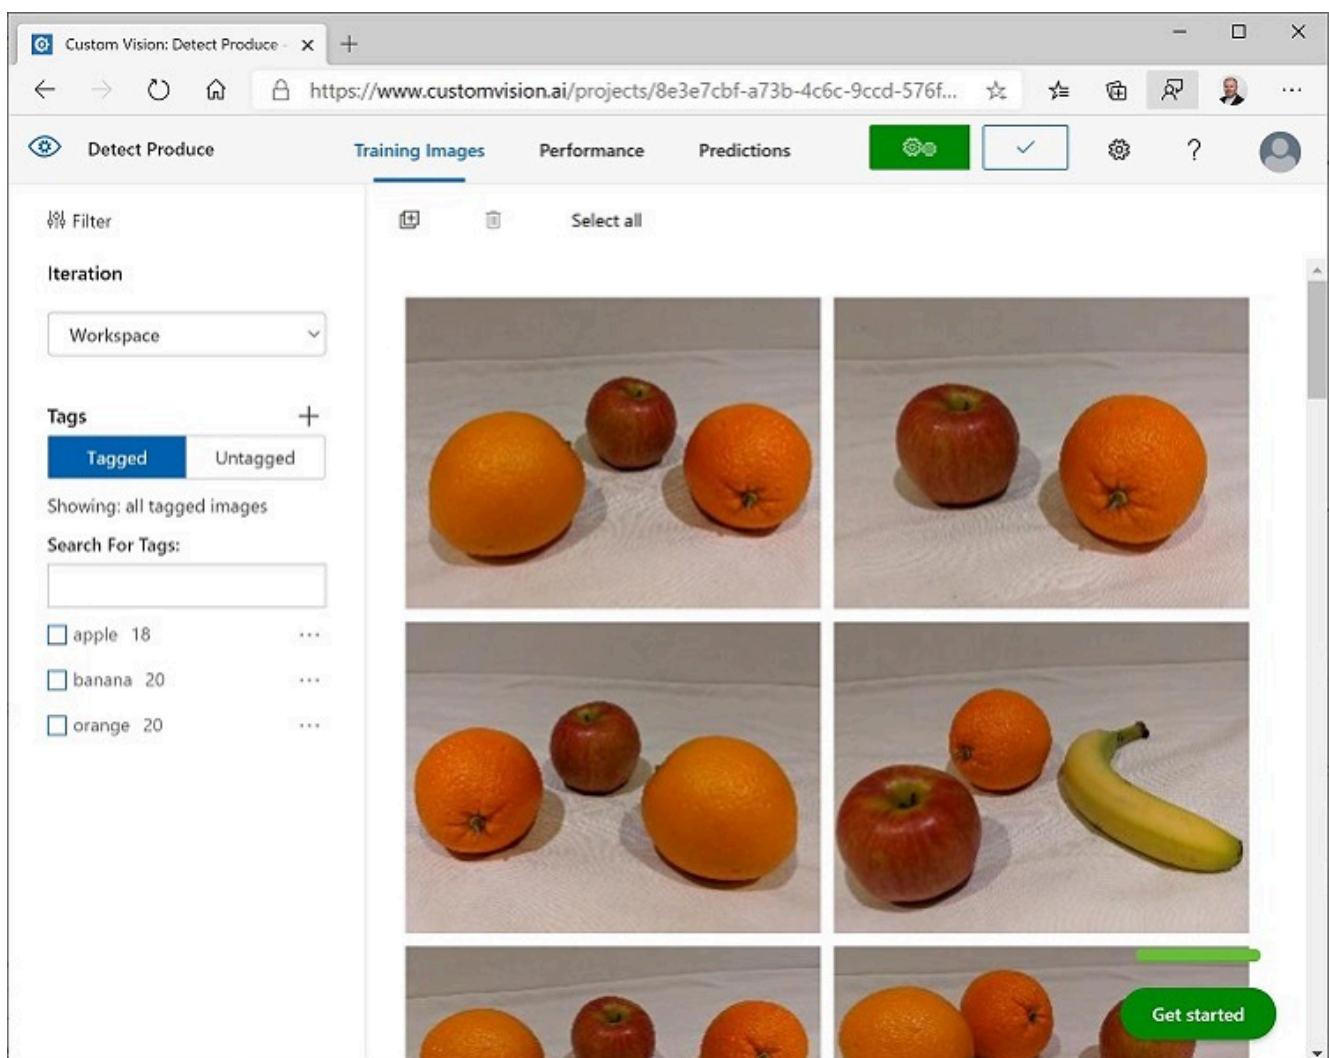 Custom Vision: Detect Produce -
https://www.customvision.ai/projects/8e3e7cbf-a73b-4c6c-9ccd-576f...
Detect Produce
Training Images
Performance
Predictions
?
Filter
Select all
Iteration
Workspace
Tags
Tagged
Untagged
Showing: all tagged images
Search For Tags:
apple 18
banana 20
orange 20
Get started